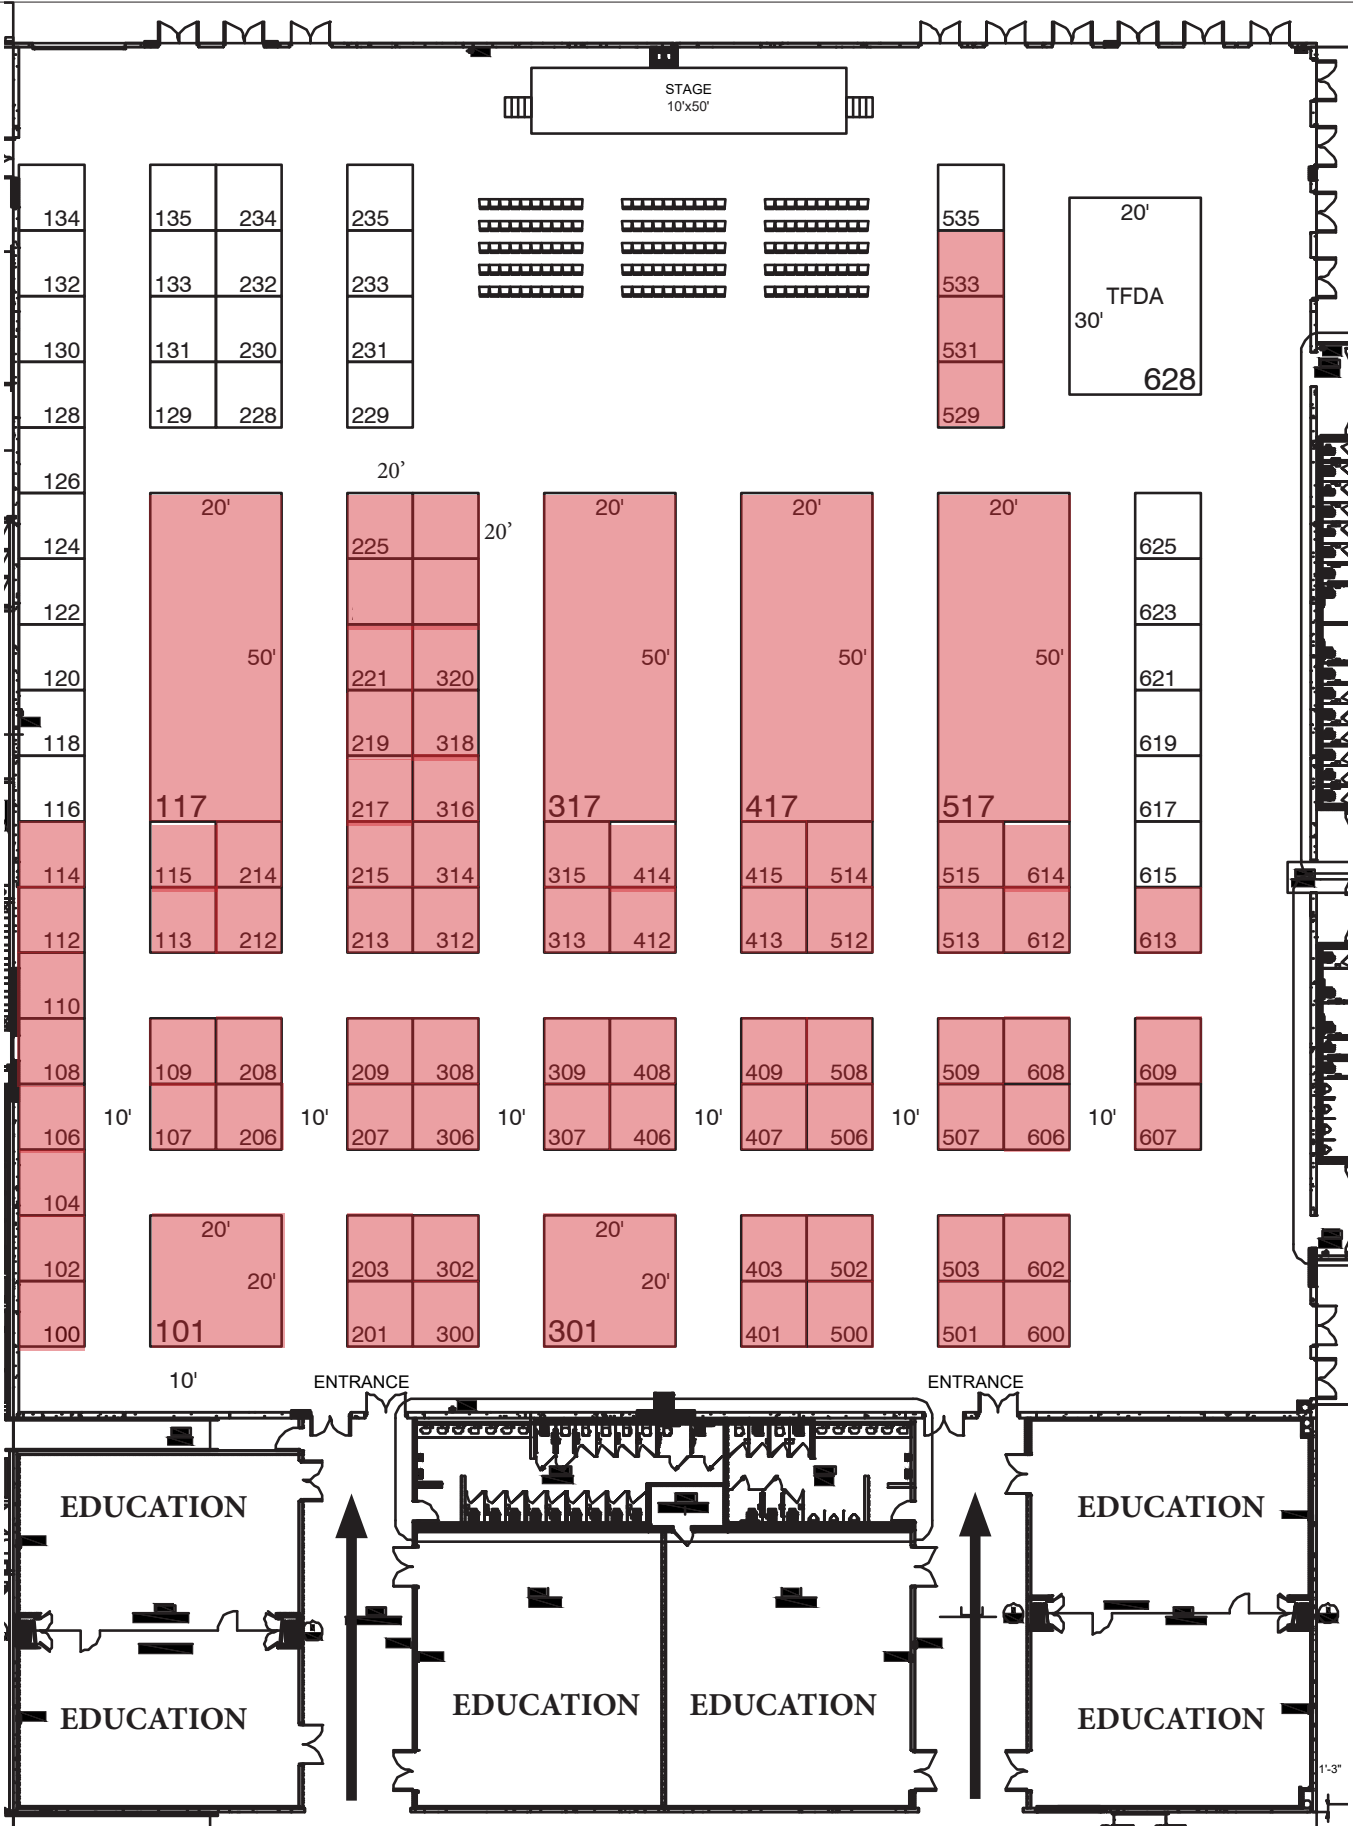 STAGE
10'x50'
134 135 234 235 535 20'
132 133 232 233 533 TFDA
30'
130 131 230 231 531 628
128 129 228 229 529
126 20’
20' 20' 20' 20'
20’
124 225 625
122 623
50' 50' 50' 50'
120 221 320 621
118 219 318 619
116 117 217 316 317 417 517 617
114 115 214 215 314 315 414 415 514 515 614 615
112 113 212 213 312 313 412 413 512 513 612 613
110
108 109 208 209 308 309 408 409 508 509 608 609
10' 10' 10' 10' 10' 10'
106 107 206 207 306 307 406 407 506 507 606 607
104
20' 20'
102 203 302 403 502 503 602
20' 20'
100 101 201 300 301 401 500 501 600
10' ENTRANCE ENTRANCE
EDUCATION EDUCATION
EDUCATION EDUCATION EDUCATION EDUCATION
1'-3"